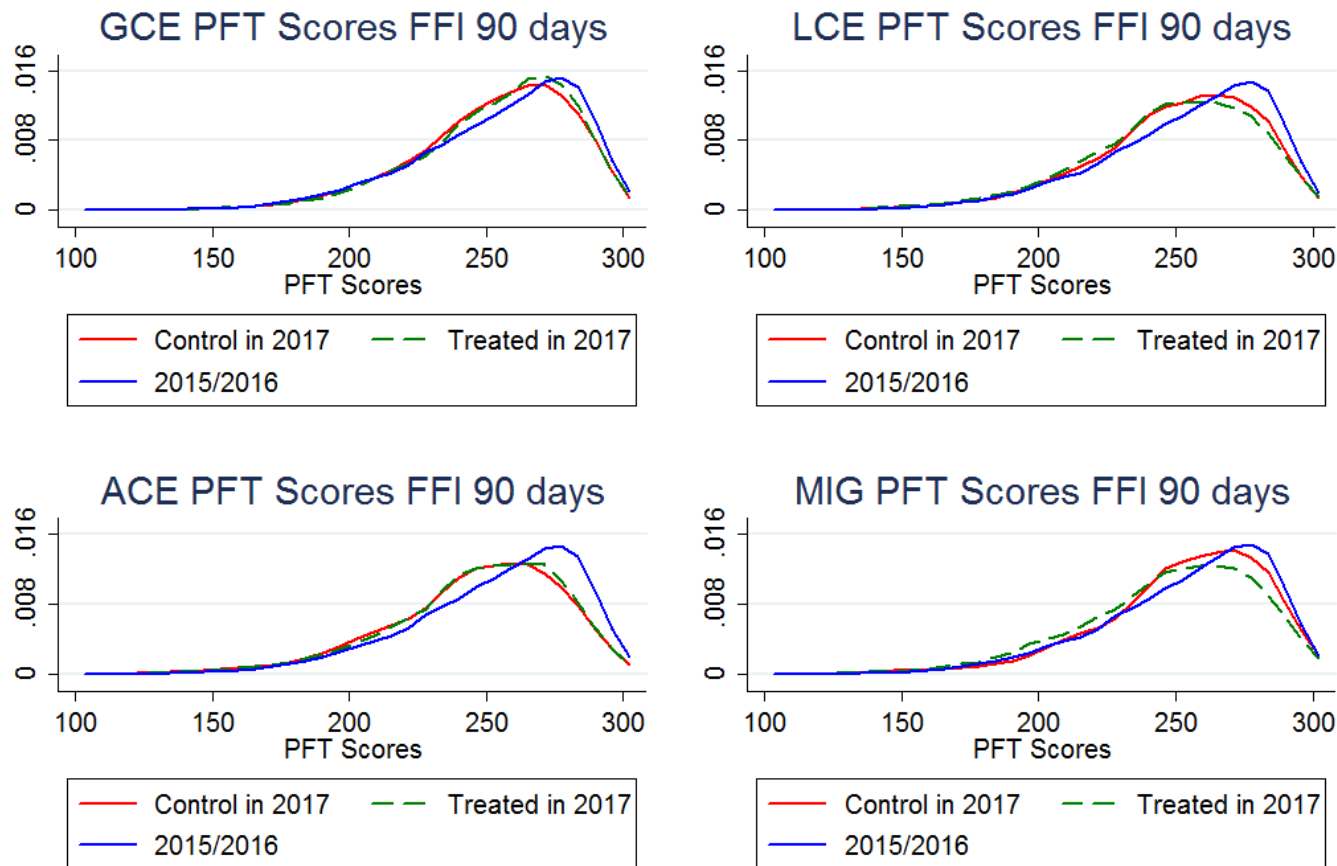 GCE PFT Scores FFI 90 days
.016
.008
0
100 150 200 250 300
PFT Scores
Control in 2017 Treated in 2017
2015/2016
LCE PFT Scores FFI 90 days
.016
.008
0
100 150 200 250 300
PFT Scores
Control in 2017 Treated in 2017
2015/2016
ACE PFT Scores FFI 90 days
.016
.008
0
100 150 200 250 300
PFT Scores
Control in 2017 Treated in 2017
2015/2016
MIG PFT Scores FFI 90 days
.016
.008
0
100 150 200 250 300
PFT Scores
Control in 2017 Treated in 2017
2015/2016